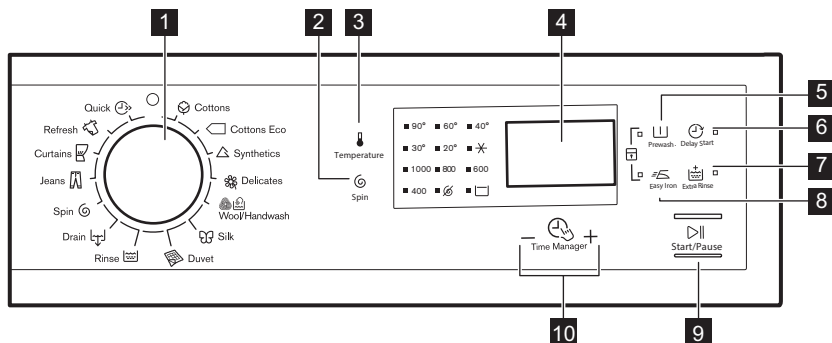 1
2
3
4
5
6
7
8
9
10
Quick
Refresh
Curtains
Jeans
Spin
Drain
Rinse
Cottons
Cottons Eco
Synthetics
Delicates
Wool/Handwash
Silk
Duvet
Temperature
Spin
90° 60° 40°
30° 20°
1000 800 600
400
Prewash
Delay Start
Easy Iron
Extra Rinse
Time Manager
− +
Start/Pause